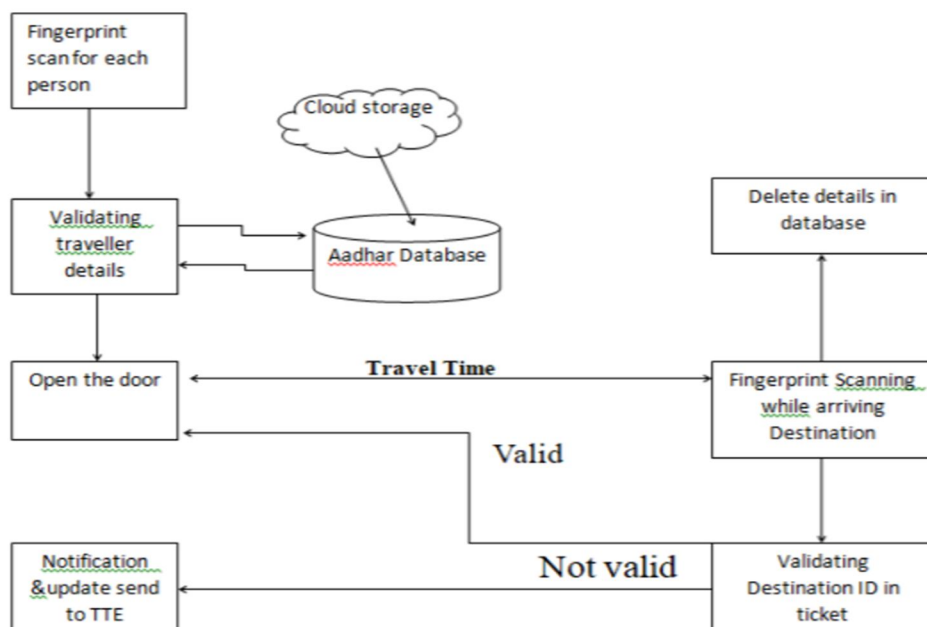 Fingerprint
scan for each
person
Cloud storage
Validating
traveller
details
Aadhar Database
Delete details in
database
Open the door
Travel Time
Fingerprint Scanning
while arriving
Destination
Valid
Notification
&update send
to TTE
Not valid
Validating
Destination ID in
ticket